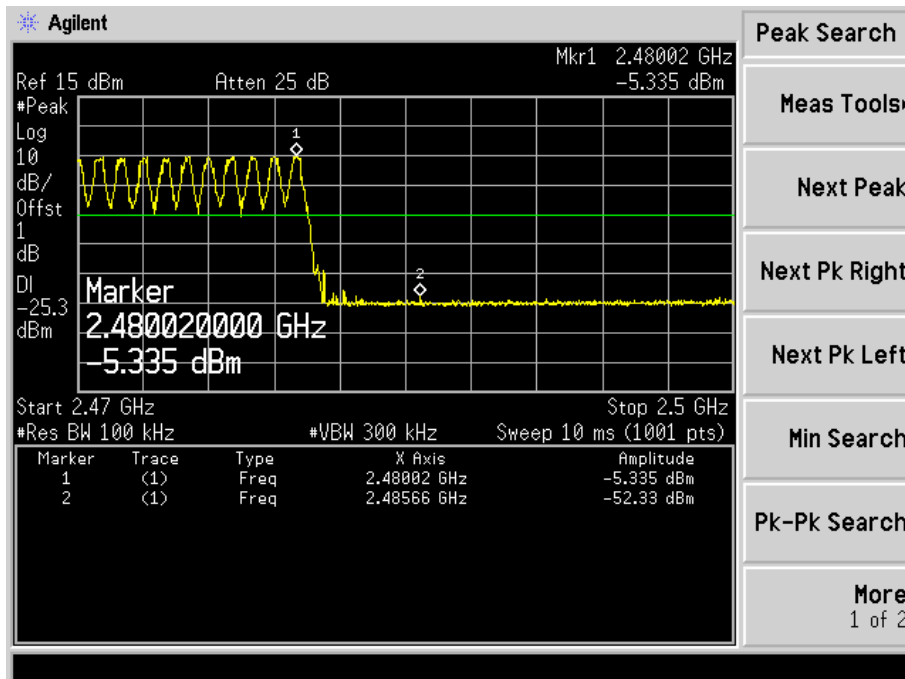 Agilent
Peak Search
Mkr1 2.48002 GHz
Ref 15 dBm Atten 25 dB -5.335 dBm
#Peak
Log
10
dB/
Offst
1
dB
DI
-25.3
dBm
1
2
Marker
2.480020000 GHz
-5.335 dBm
Start 2.47 GHz Stop 2.5 GHz
#Res BW 100 kHz #VBW 300 kHz Sweep 10 ms (1001 pts)
Marker Trace Type X Axis Amplitude
1 (1) Freq 2.48002 GHz -5.335 dBm
2 (1) Freq 2.48566 GHz -52.33 dBm
Meas Tools
Next Peak
Next Pk Right
Next Pk Left
Min Search
Pk-Pk Search
More
1 of 2